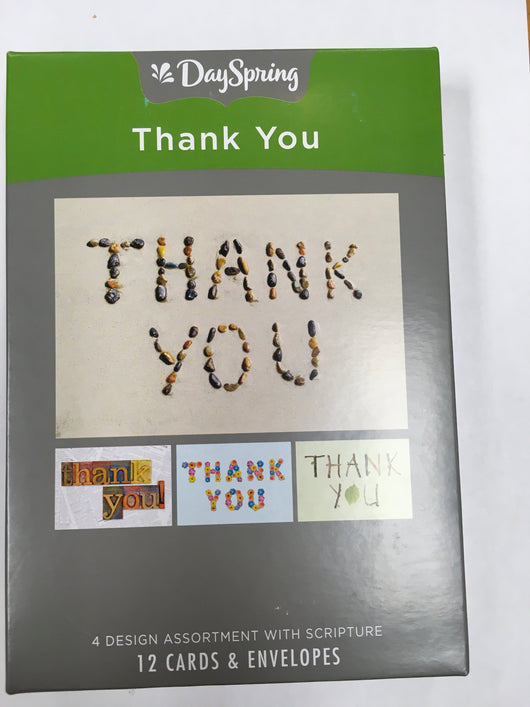 DaySpring
Thank You
THANK
YOU
thank
you!
THANK
YOU
THANK
YOU
4 DESIGN ASSORTMENT WITH SCRIPTURE
12 CARDS & ENVELOPES